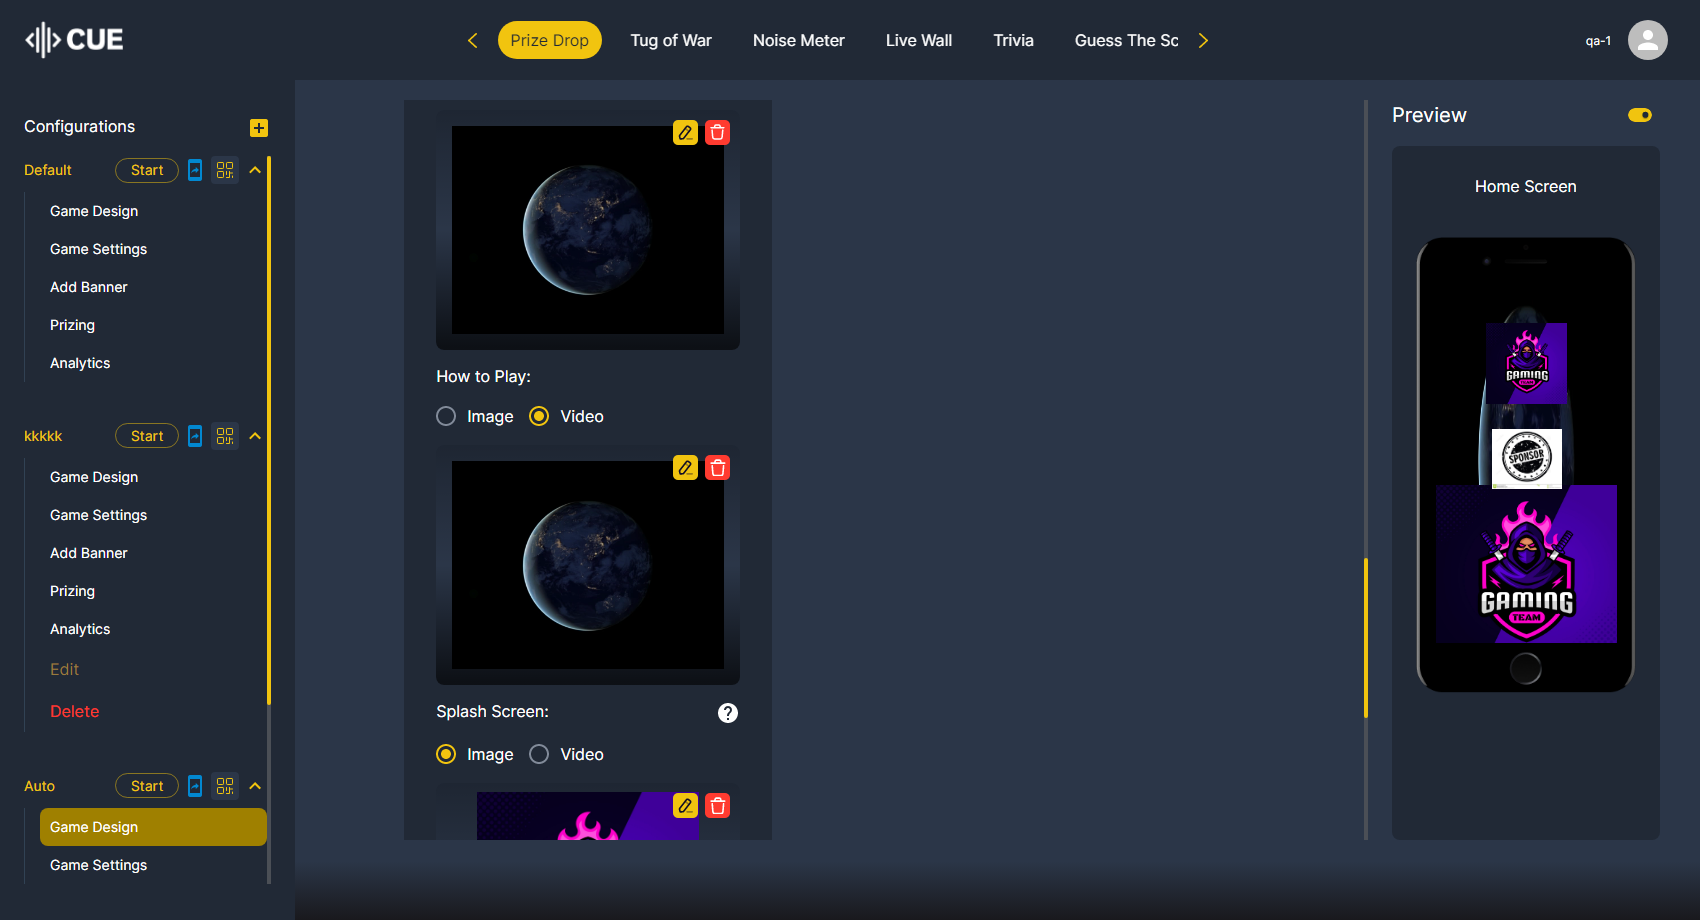 CUE
Prize Drop
Tug of War
Noise Meter
Live Wall
Trivia
Guess The Sc
qa-1
Configurations
Default
Start
Game Design
Game Settings
Add Banner
Prizing
Analytics
kkkkk
Start
Game Design
Game Settings
Add Banner
Prizing
Analytics
Edit
Delete
Auto
Start
Game Design
Game Settings
How to Play:
Image
Video
Splash Screen:
?
Image
Video
Preview
Home Screen
GAMING
TEAM
SPONSOR
GAMING
TEAM